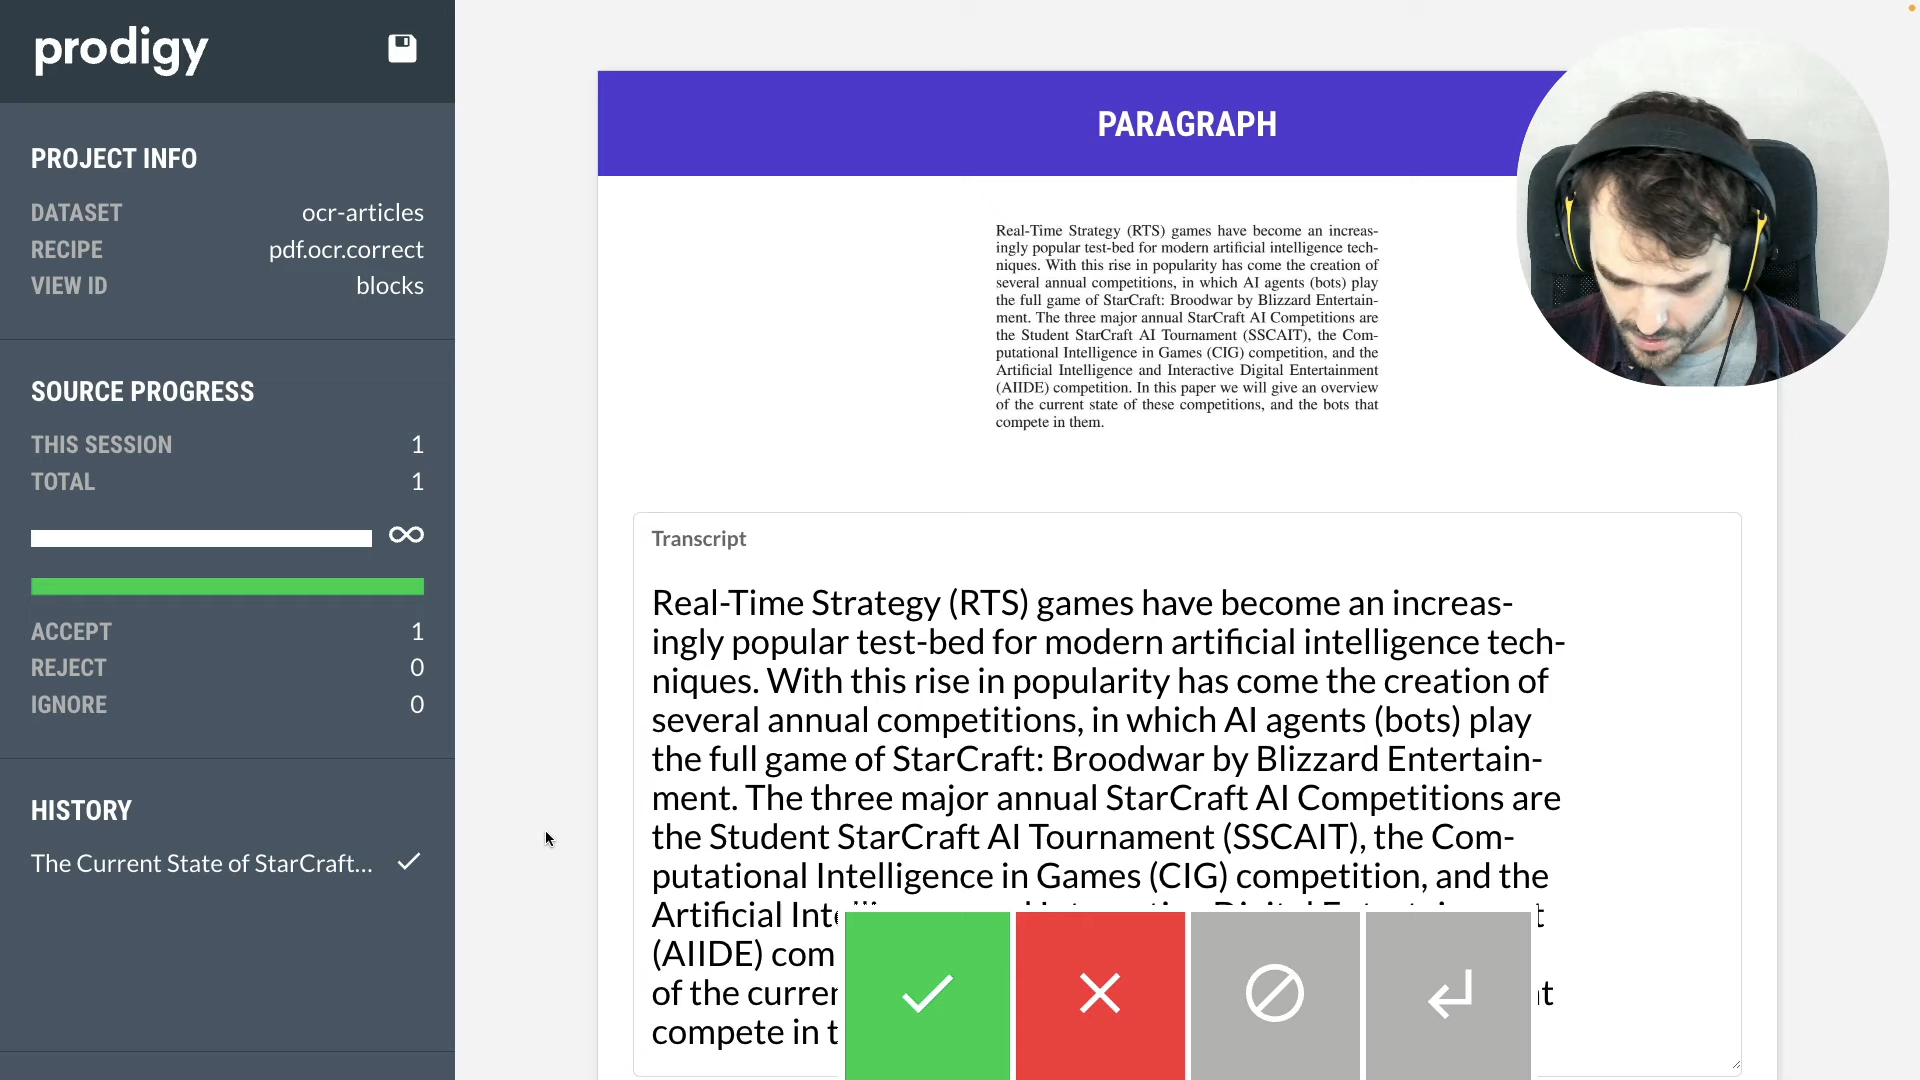 prodigy
PROJECT INFO
DATASET ocr-articles
RECIPE pdf.ocr.correct
VIEW ID blocks
SOURCE PROGRESS
THIS SESSION 1
TOTAL 1
∞
ACCEPT 1
REJECT 0
IGNORE 0
HISTORY
The Current State of StarCraft...
PARAGRAPH
Real-Time Strategy (RTS) games have become an increas-
ingly popular test-bed for modern artificial intelligence tech-
niques. With this rise in popularity has come the creation of
several annual competitions, in which AI agents (bots) play
the full game of StarCraft: Broodwar by Blizzard Entertain-
ment. The three major annual StarCraft AI Competitions are
the Student StarCraft AI Tournament (SSCAIT), the Com-
putational Intelligence in Games (CIG) competition, and the
Artificial Intelligence and Interactive Digital Entertainment
(AIIDE) competition. In this paper we will give an overview
of the current state of these competitions, and the bots that
compete in them.
Transcript
Real-Time Strategy (RTS) games have become an increas-
ingly popular test-bed for modern artificial intelligence tech-
niques. With this rise in popularity has come the creation of
several annual competitions, in which AI agents (bots) play
the full game of StarCraft: Broodwar by Blizzard Entertain-
ment. The three major annual StarCraft AI Competitions are
the Student StarCraft AI Tournament (SSCAIT), the Com-
putational Intelligence in Games (CIG) competition, and the
Artificial
(AIIDE)
of the
compete in